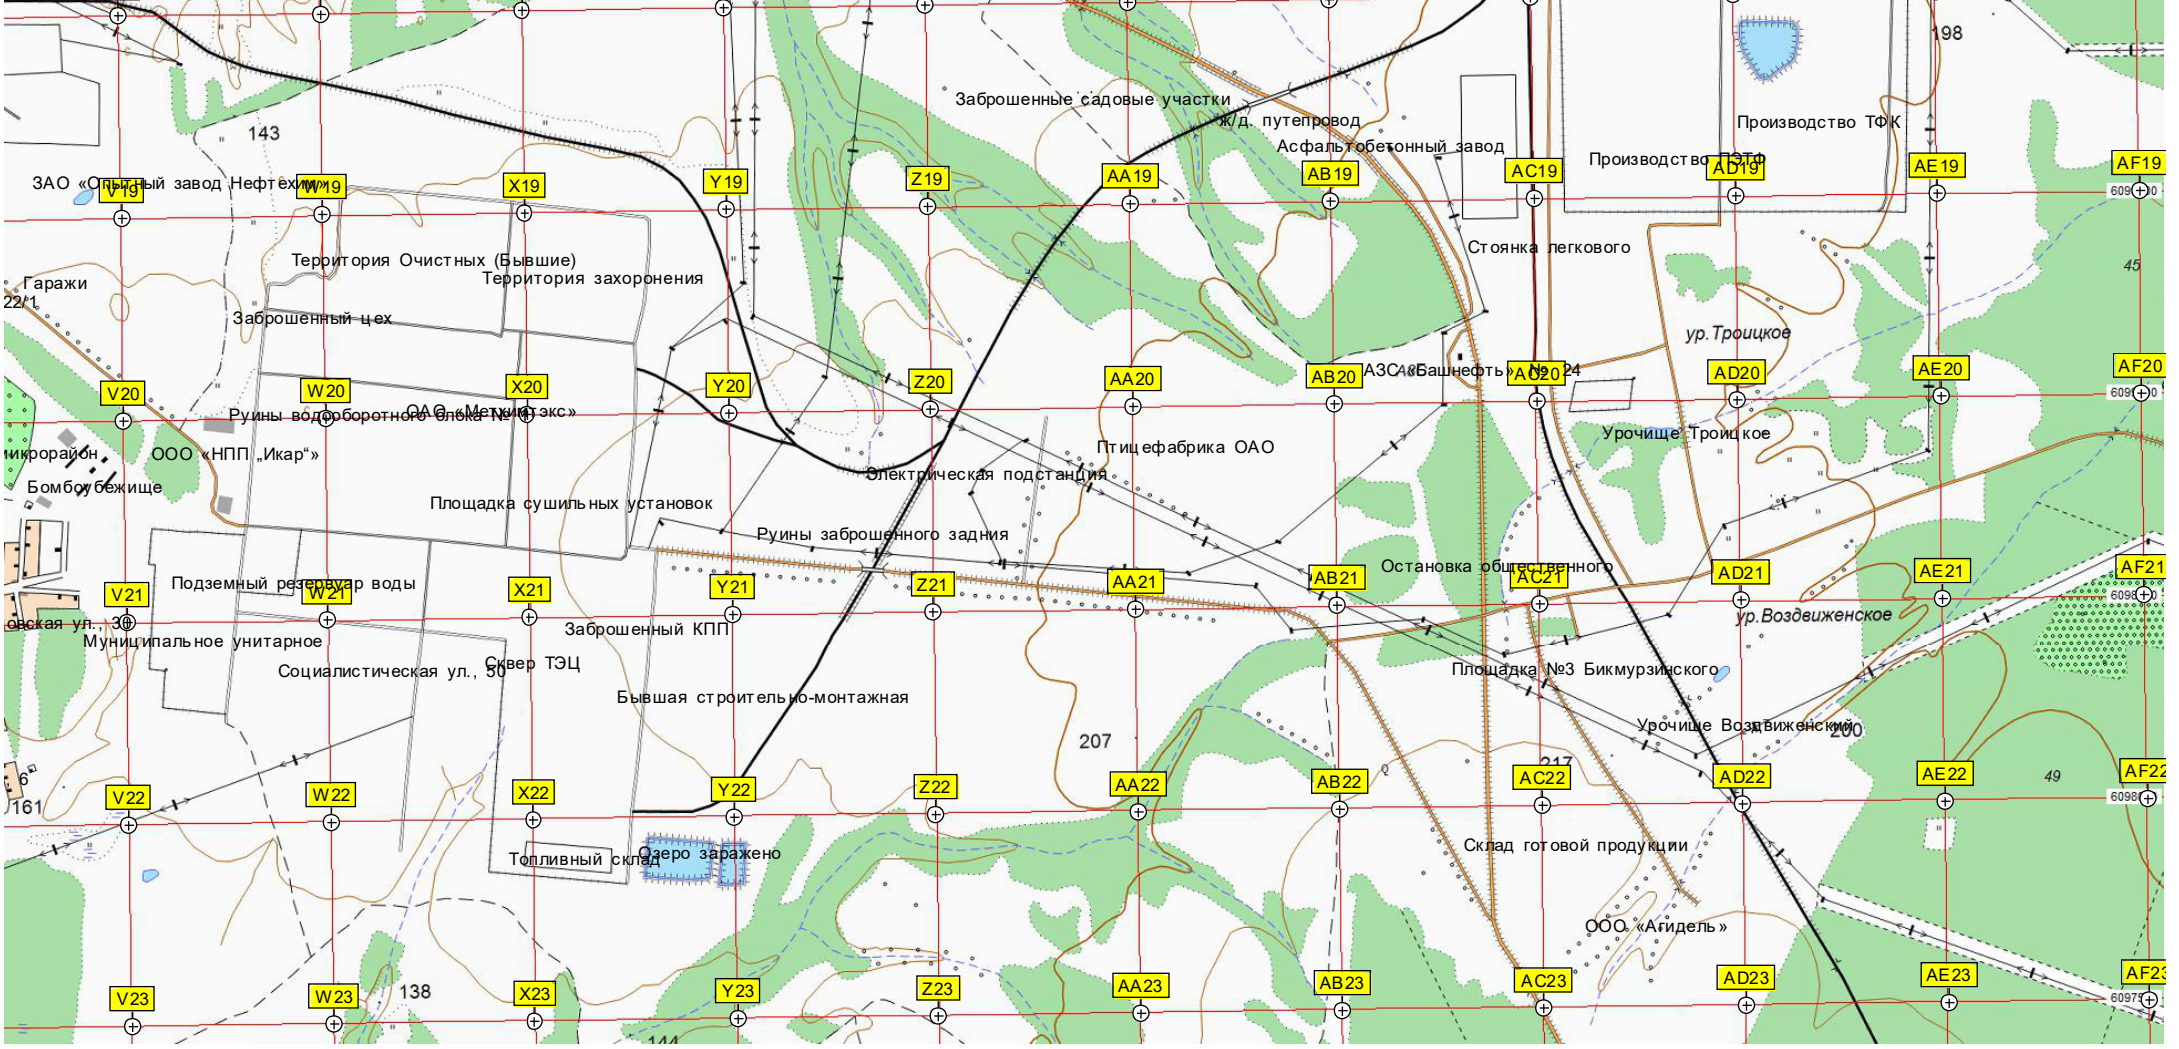 198
Заброшенные садовые участки
ж/д. путепровод
Производство ТФК
143
Асфальтобетонный завод
Производство ПЭТФ
ЗАО «Опытный завод Нефтехим»
V19
W19
X19
Y19
Z19
AA19
AB19
AC19
AD19
AE19
AF19
Стоянка легкового
Территория Очистных (Бывшие)
Территория захоронения
45
Гаражи
22/1
Заброшенный цех
ур.Троицкое
АЗС «Башнефть» № 24
V20
W20
X20
Y20
Z20
AA20
AB20
AC20
AD20
AE20
AF20
Руины водооборотного блока №
ОАО «Метхимтэкс»
Урочище Троицкое
Птицефабрика ОАО
микрорайон
ООО «НПП „Икар“»
Электрическая подстанция
Бомбоубежище
Площадка сушильных установок
Руины заброшенного задния
Остановка общественного
Подземный резервуар воды
V21
W21
X21
Y21
Z21
AA21
AB21
AC21
AD21
AE21
AF21
ур.Воздвиженское
овская ул., 30
Заброшенный КПП
Муниципальное унитарное
Сквер ТЭЦ
Социалистическая ул., 50
Площадка №3 Бикмурзинского
Бывшая строительно-монтажная
Урочище Воздвиженский
200
207
217
49
6
161
V22
W22
X22
Y22
Z22
AA22
AB22
AC22
AD22
AE22
AF22
Склад готовой продукции
Топливный склад
Озеро заражено
ООО «Агидель»
138
V23
W23
X23
Y23
Z23
AA23
AB23
AC23
AD23
AE23
AF23
144